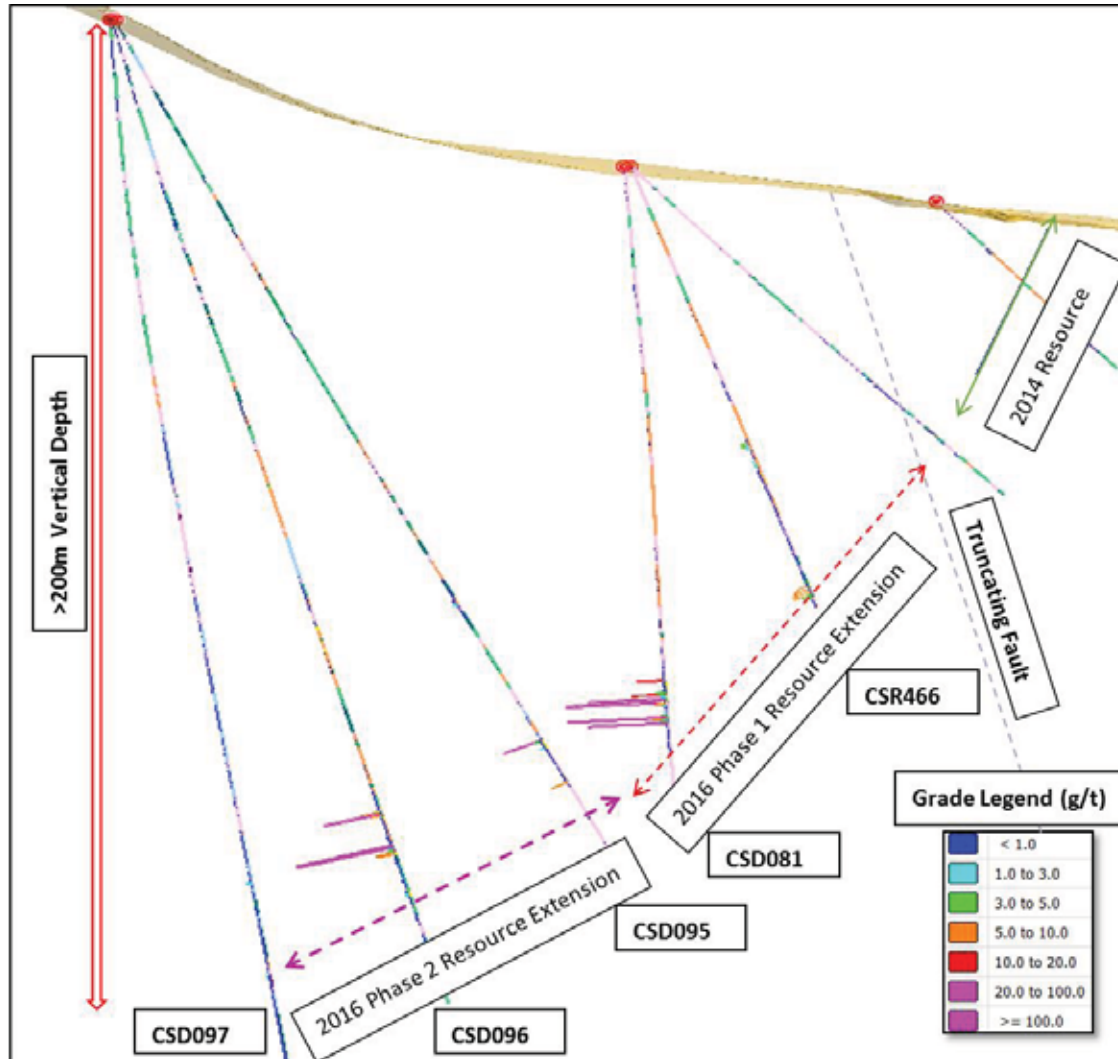 >200m Vertical Depth
2014 Resource
Truncating Fault
2016 Phase 1 Resource Extension
CSR466
2016 Phase 2 Resource Extension
CSD081
CSD095
CSD096
CSD097
Grade Legend (g/t)
< 1.0
1.0 to 3.0
3.0 to 5.0
5.0 to 10.0
10.0 to 20.0
20.0 to 100.0
>= 100.0